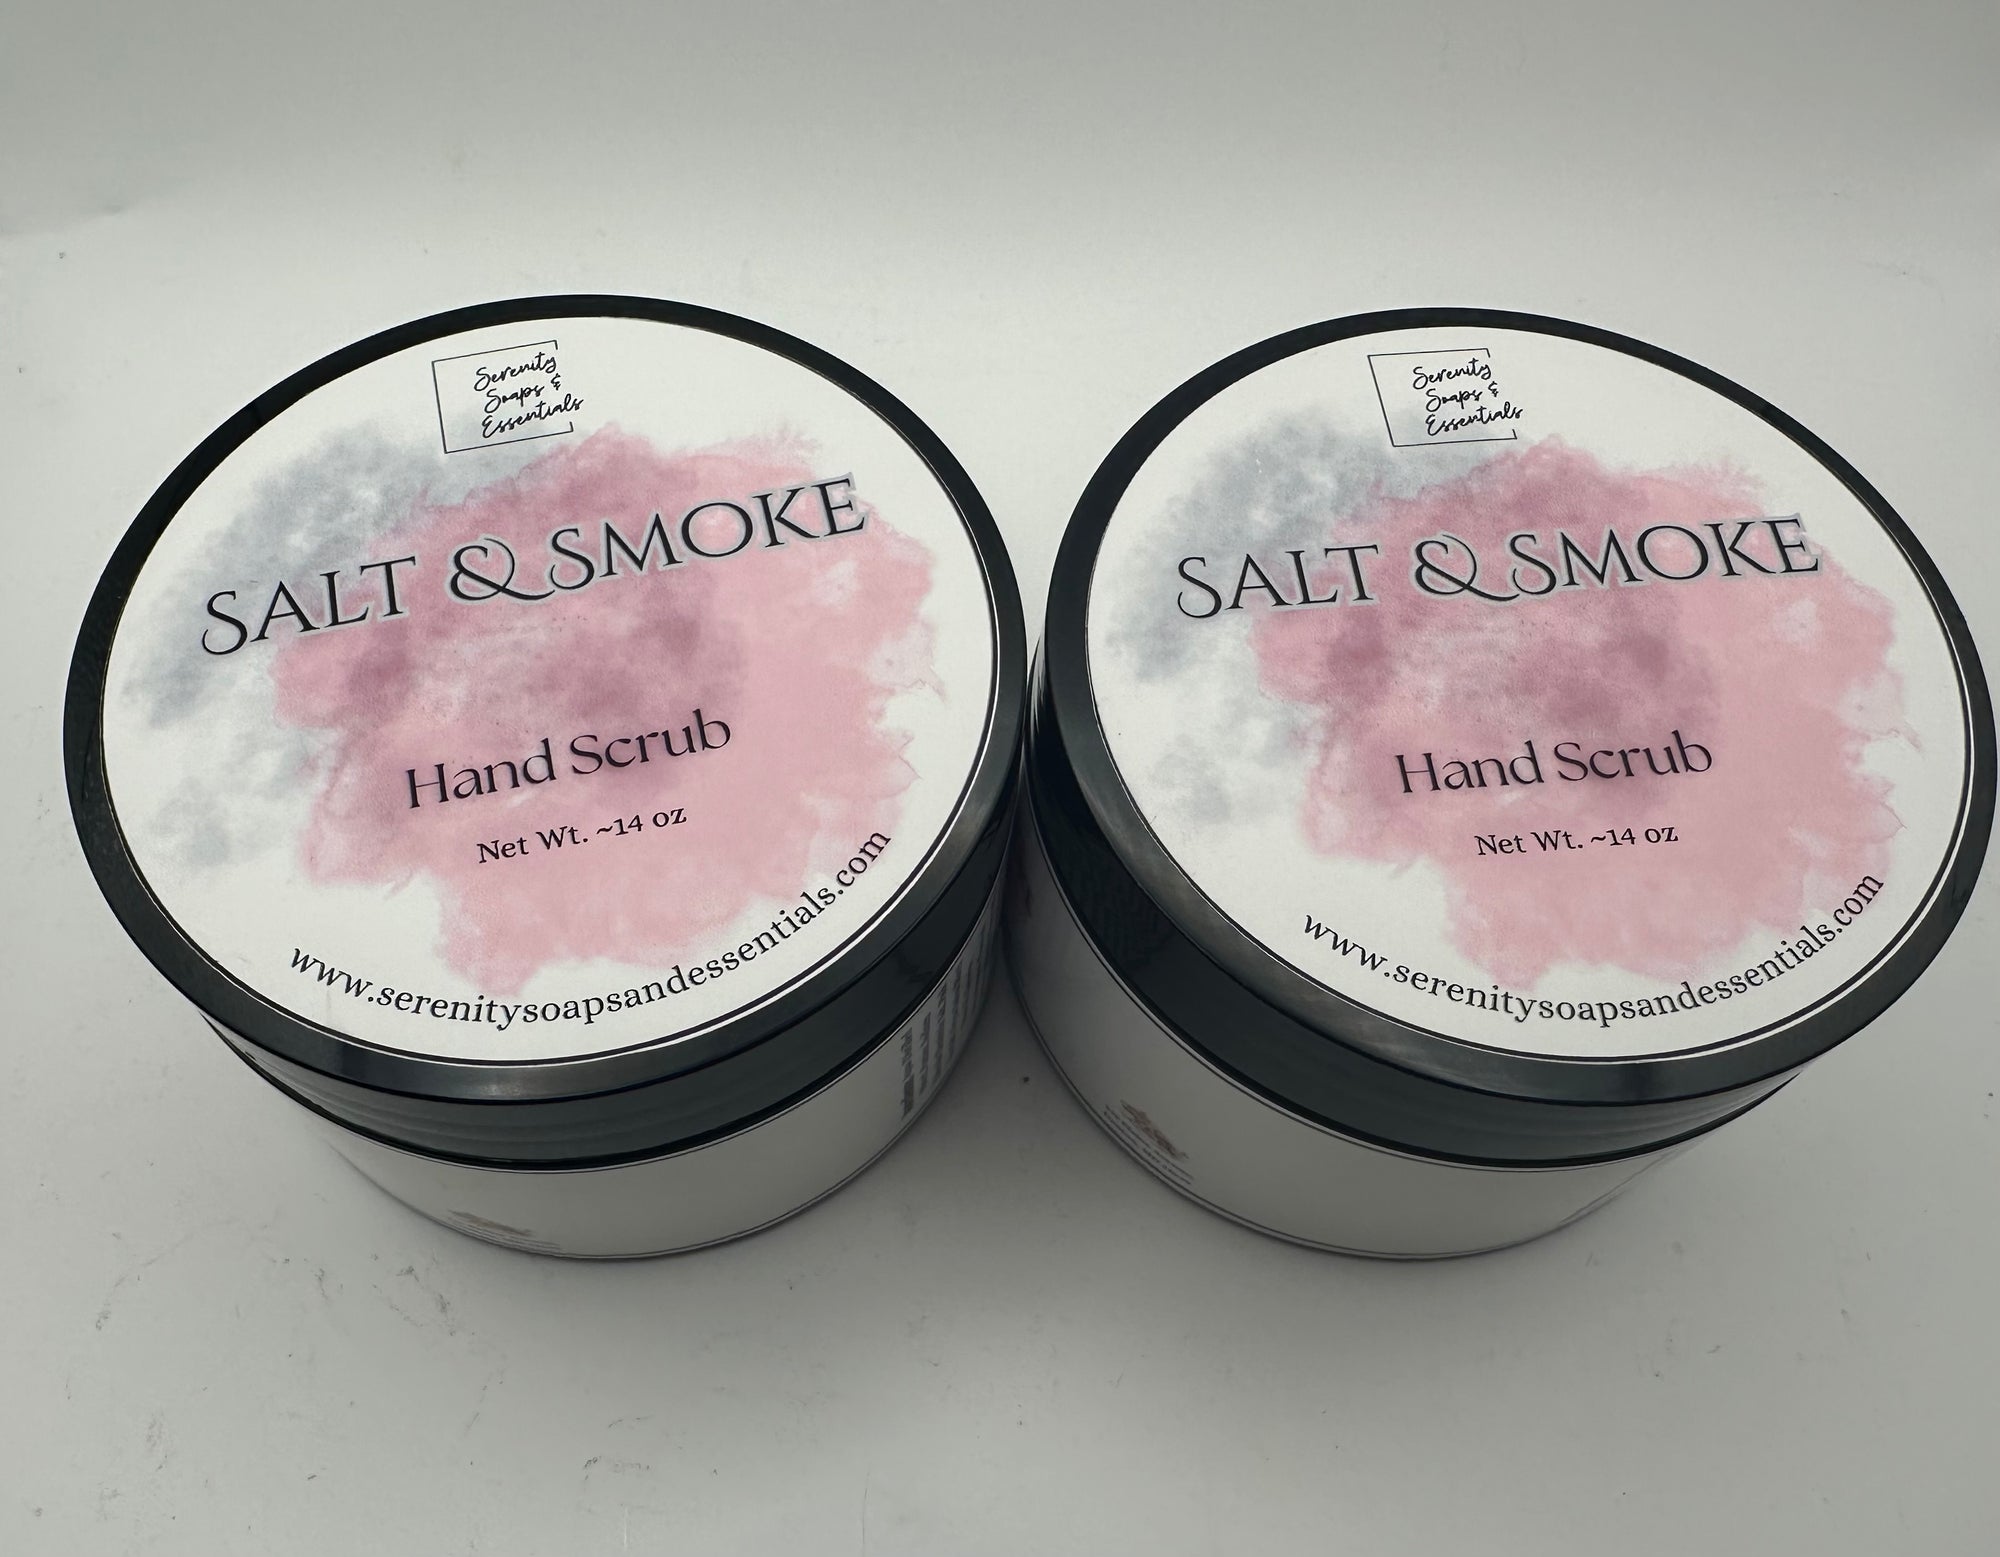 Serenity
Soaps &
Essentials
SALT & SMOKE
Hand Scrub
Net Wt. ~14 oz
www.serenitysoapsandessentials.com
Serenity
Soaps &
Essentials
SALT & SMOKE
Hand Scrub
Net Wt. ~14 oz
www.serenitysoapsandessentials.com